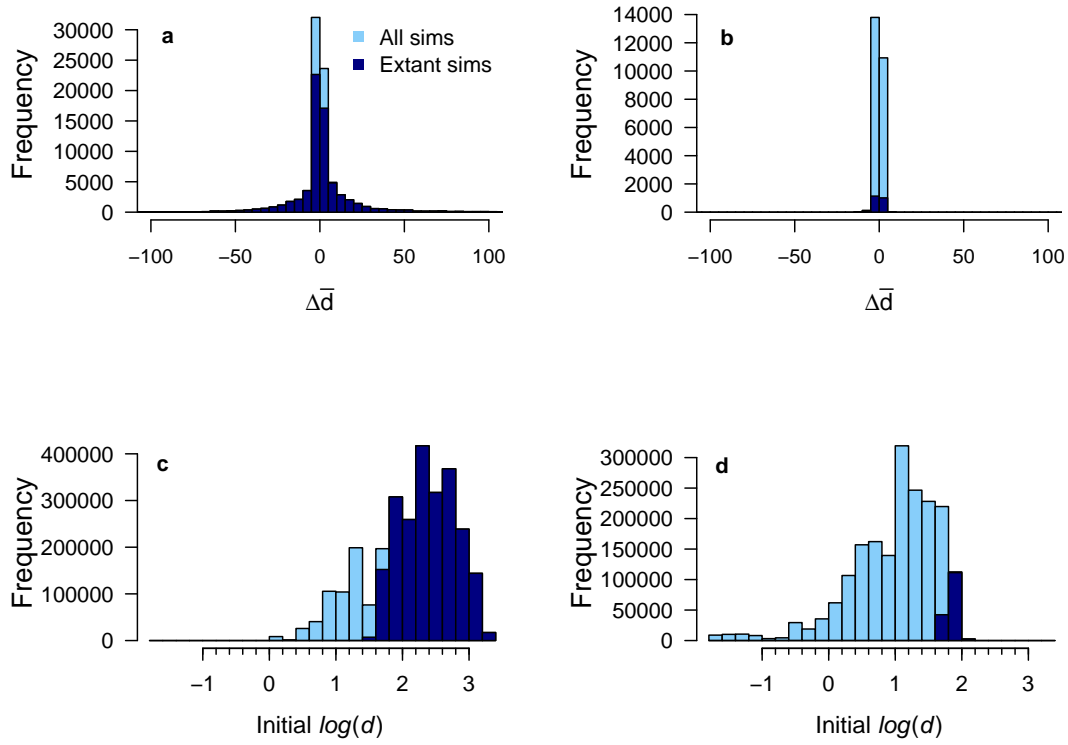 a
All sims
Extant sims
Frequency
30000
25000
20000
15000
10000
5000
0
−100 −50 0 50 100
Δd̅
b
Frequency
14000
12000
10000
8000
6000
4000
2000
0
−100 −50 0 50 100
Δd̅
c
Frequency
400000
300000
200000
100000
0
−1 0 1 2 3
Initial log(d)
d
Frequency
300000
250000
200000
150000
100000
50000
0
−1 0 1 2 3
Initial log(d)